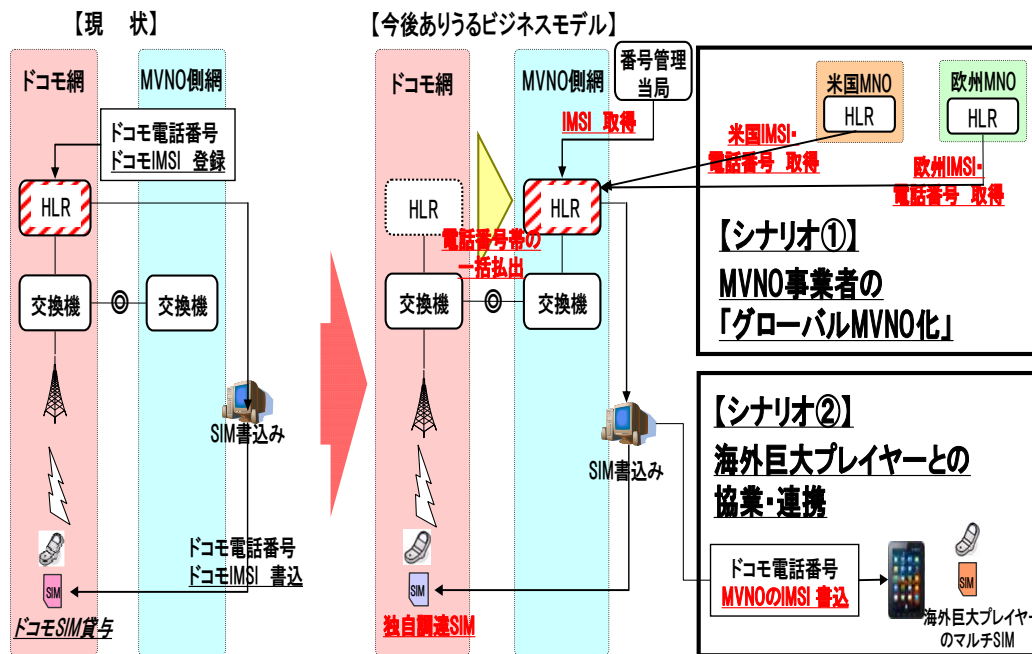 【現　状】
ドコモ網
MVNO側網
ドコモ電話番号
ドコモIMSI 登録
HLR
交換機
交換機
SIM書込み
ドコモ電話番号
ドコモIMSI 書込
SIM
ドコモSIM貸与
【今後ありうるビジネスモデル】
ドコモ網
MVNO側網
番号管理
当局
IMSI 取得
HLR
HLR
電話番号帯の
一括払出
交換機
交換機
SIM書込み
SIM
独自調達SIM
米国MNO
HLR
欧州MNO
HLR
米国IMSI・
電話番号 取得
欧州IMSI・
電話番号 取得
【シナリオ①】
MVNO事業者の
「グローバルMVNO化」
【シナリオ②】
海外巨大プレイヤーとの
協業・連携
ドコモ電話番号
MVNOのIMSI 書込
SIM
海外巨大プレイヤー
のマルチSIM